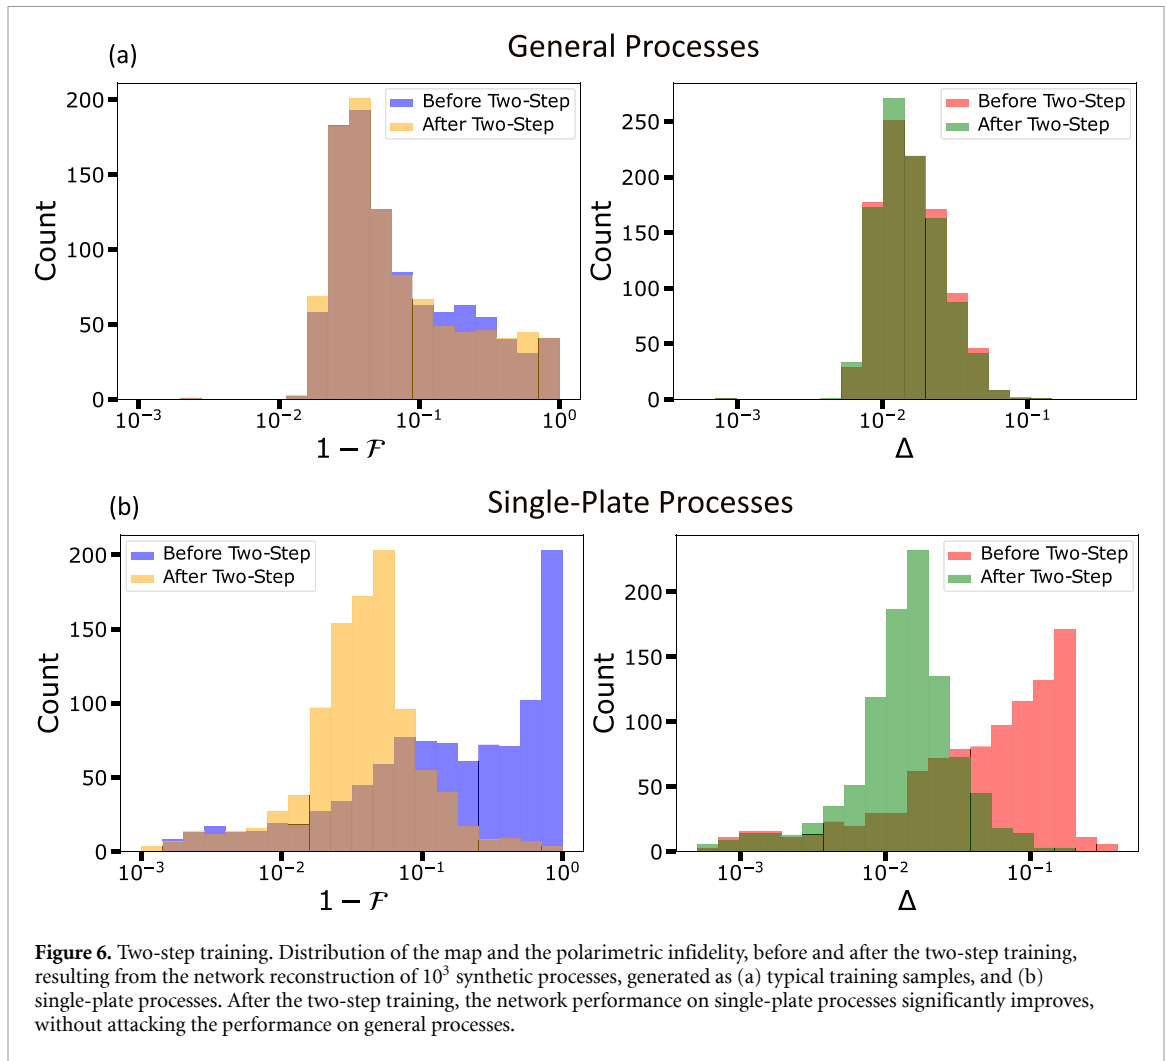 (a)
General Processes
Before Two-Step
After Two-Step
200
150
100
50
0
Count
10⁻³
10⁻²
10⁻¹
10⁰
1 − ℱ
Before Two-Step
After Two-Step
250
200
150
100
50
0
Count
10⁻³
10⁻²
10⁻¹
Δ
(b)
Single-Plate Processes
Before Two-Step
After Two-Step
200
150
100
50
0
Count
10⁻³
10⁻²
10⁻¹
10⁰
1 − ℱ
Before Two-Step
After Two-Step
200
150
100
50
0
Count
10⁻³
10⁻²
10⁻¹
Δ
Figure 6. Two-step training. Distribution of the map and the polarimetric infidelity, before and after the two-step training,
resulting from the network reconstruction of 10³ synthetic processes, generated as (a) typical training samples, and (b)
single-plate processes. After the two-step training, the network performance on single-plate processes significantly improves,
without attacking the performance on general processes.